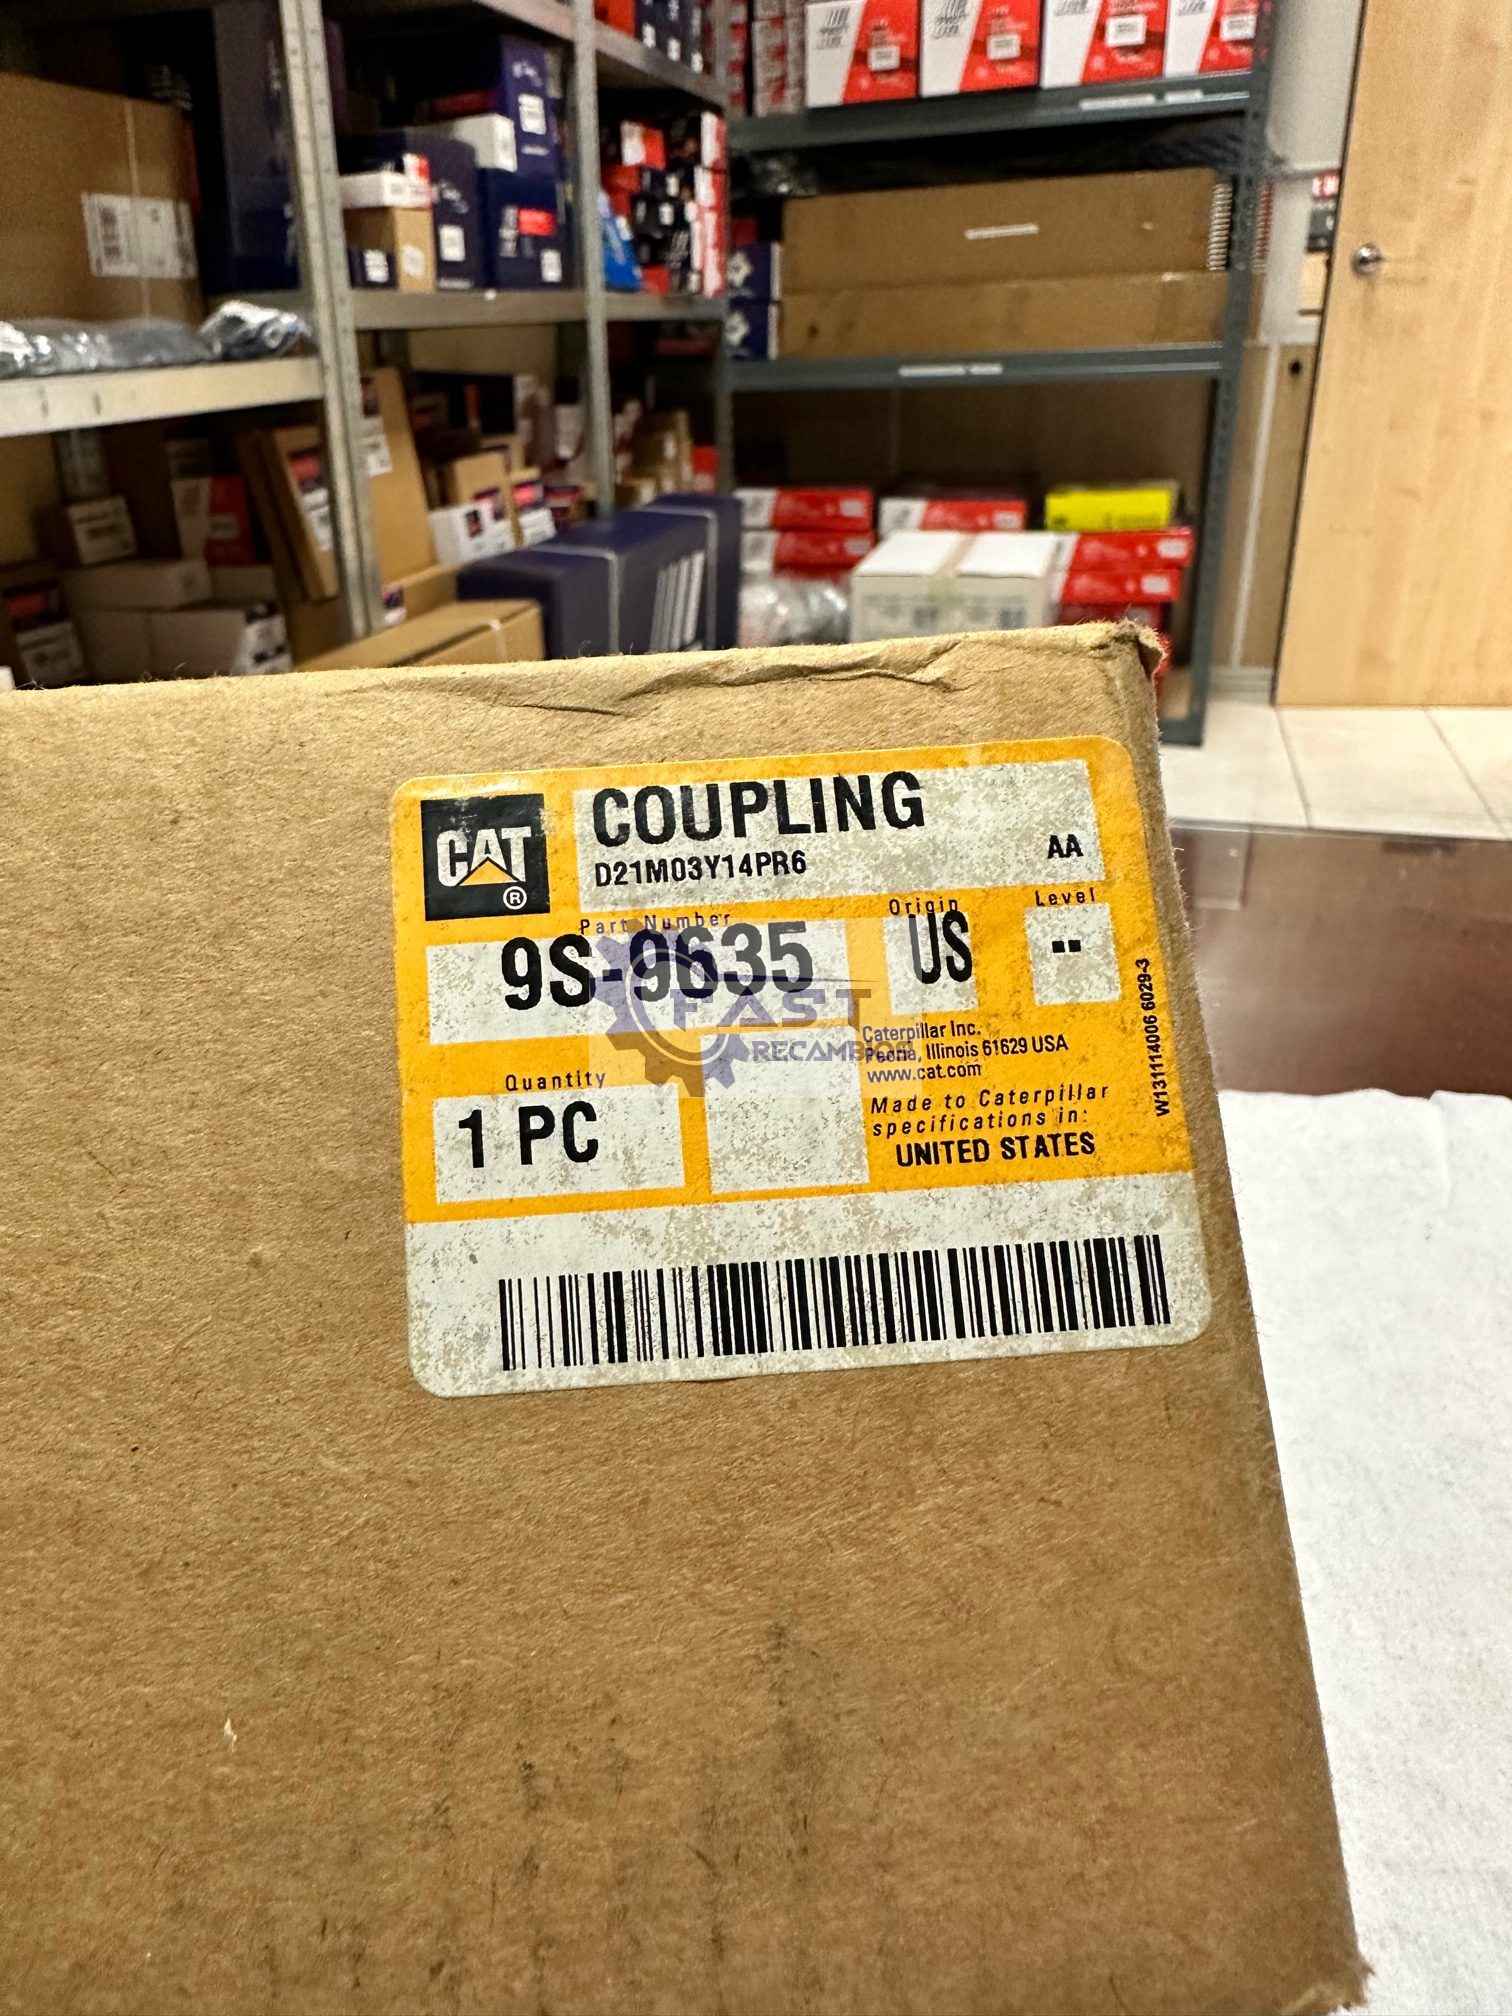 COUPLING
D21M03Y14PR6
AA
CAT
®
Part Number
Origin
Level
9S-9635
US
--
FAST
RECAMBIOS
Caterpillar Inc.
Peoria, Illinois 61629 USA
www.cat.com
Quantity
1 PC
Made to Caterpillar
specifications in:
UNITED STATES
W131114006 6029-3